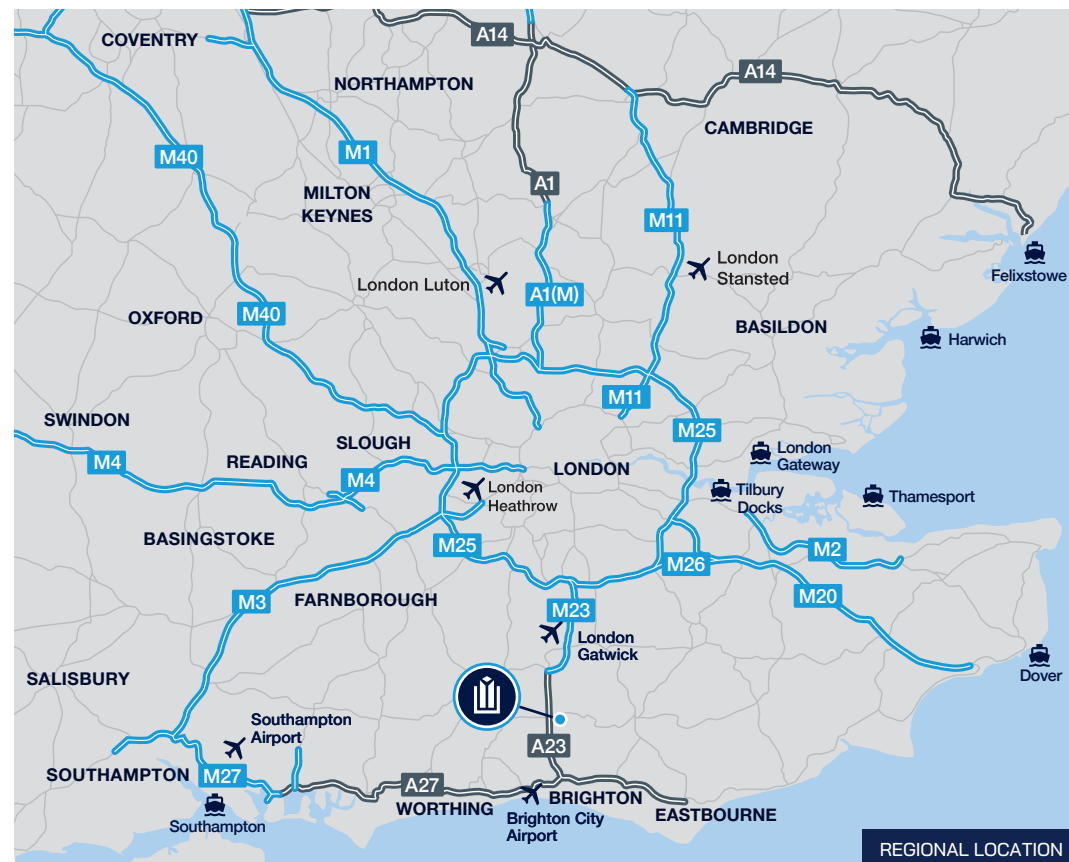 COVENTRY
A14
NORTHAMPTON
A14
CAMBRIDGE
M40
M1
A1
MILTON
KEYNES
M11
London
Stansted
Felixstowe
London Luton
A1(M)
OXFORD
M40
BASILDON
Harwich
M11
SWINDON
M25
SLOUGH
M4
READING
M4
LONDON
London
Gateway
London
Heathrow
Tilbury
Docks
Thamesport
BASINGSTOKE
M25
M2
M26
M3
FARNBOROUGH
M23
M20
London
Gatwick
SALISBURY
Dover
Southampton
Airport
A23
SOUTHAMPTON
M27
A27
WORTHING
BRIGHTON
EASTBOURNE
Southampton
Brighton City
Airport
REGIONAL LOCATION